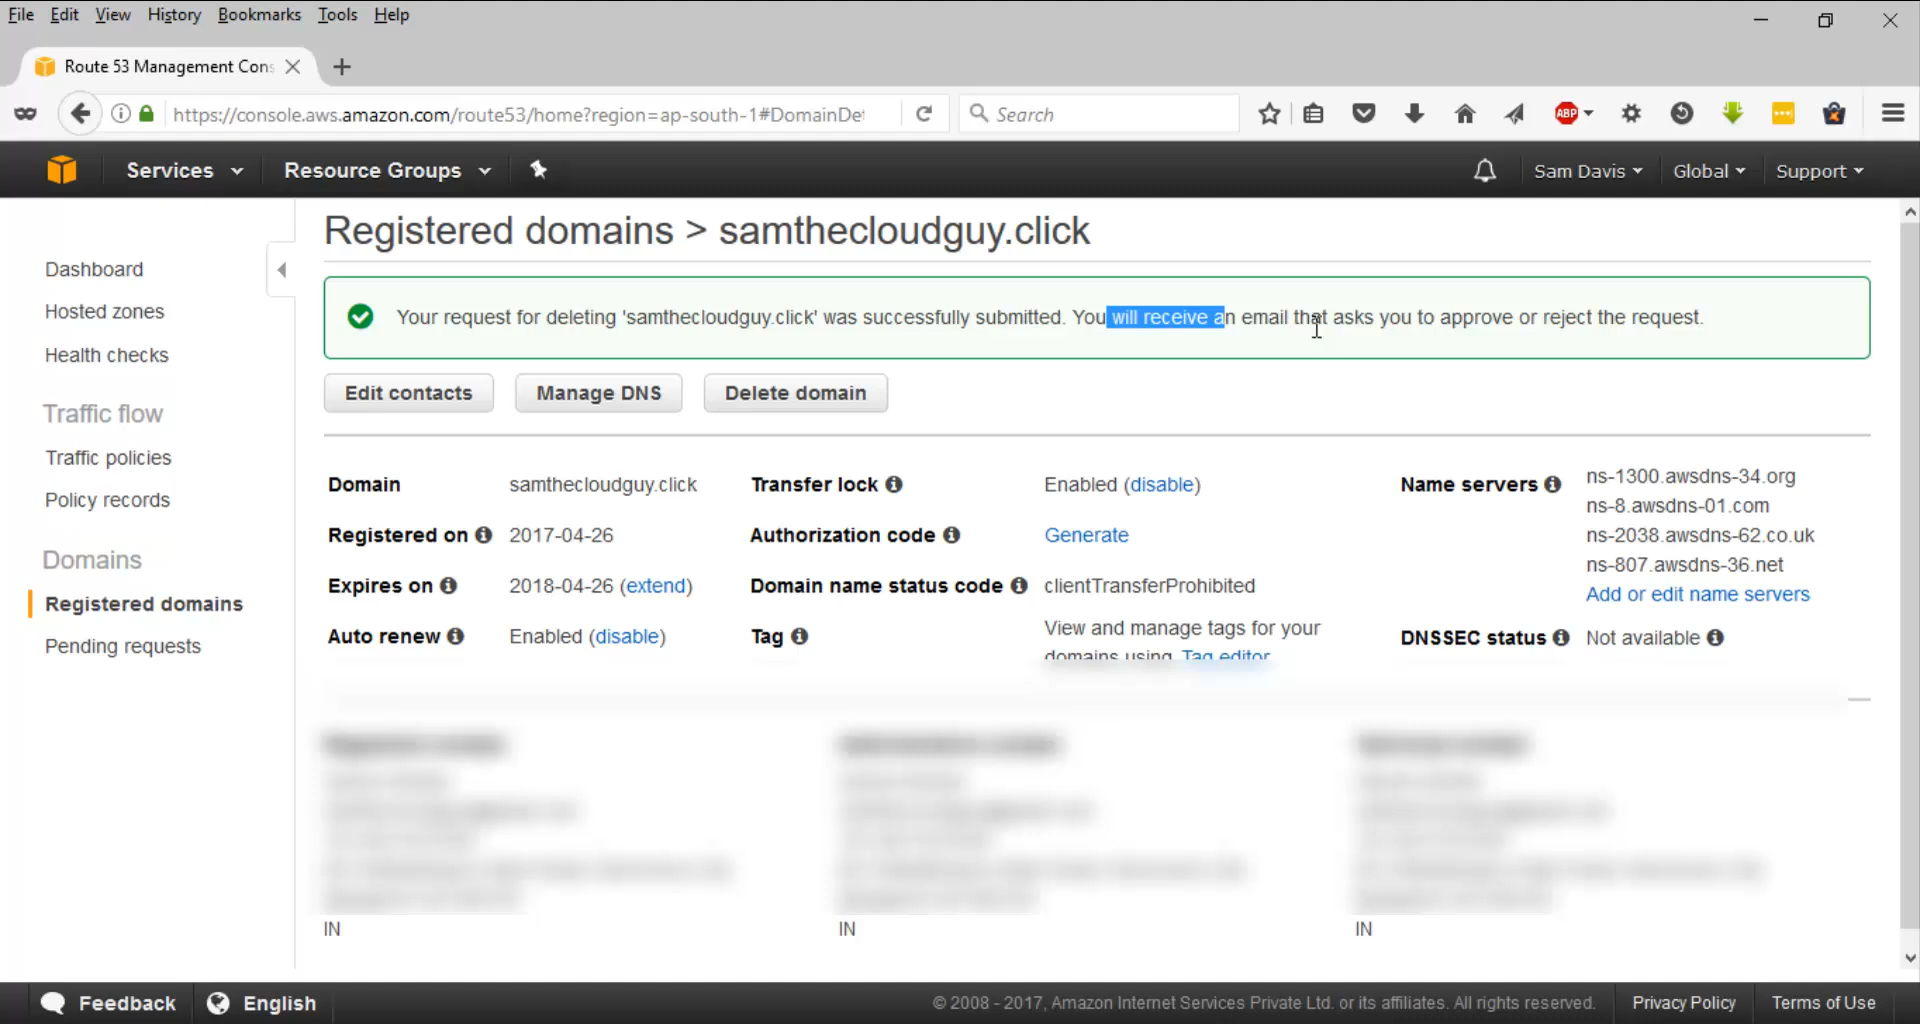 File Edit View History Bookmarks Tools Help
Route 53 Management Cons
https://console.aws.amazon.com/route53/home?region=ap-south-1#DomainDet
Search
ABP
Services
Resource Groups
Sam Davis
Global
Support
Dashboard
Hosted zones
Health checks
Traffic flow
Traffic policies
Policy records
Domains
Registered domains
Pending requests
Registered domains > samthecloudguy.click
Your request for deleting 'samthecloudguy.click' was successfully submitted. You will receive an email that asks you to approve or reject the request.
Edit contacts
Manage DNS
Delete domain
Domain samthecloudguy.click
Registered on 2017-04-26
Expires on 2018-04-26 (extend)
Auto renew Enabled (disable)
Transfer lock Enabled (disable)
Authorization code Generate
Domain name status code clientTransferProhibited
Tag View and manage tags for your
domains using Tag editor
Name servers ns-1300.awsdns-34.org
ns-8.awsdns-01.com
ns-2038.awsdns-62.co.uk
ns-807.awsdns-36.net
Add or edit name servers
DNSSEC status Not available
IN
IN
IN
Feedback
English
© 2008 - 2017, Amazon Internet Services Private Ltd. or its affiliates. All rights reserved.
Privacy Policy
Terms of Use